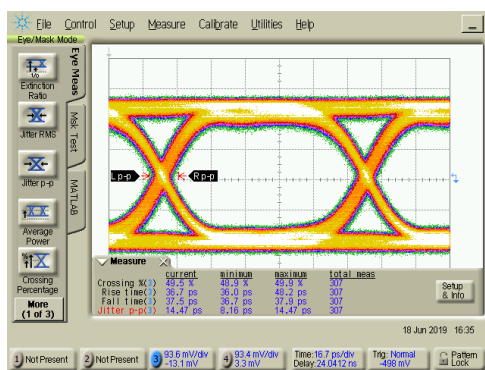 File Control Setup Measure Calibrate Utilities Help
Eye/Mask Mode
Extinction
Ratio
Jitter RMS
Jitter p-p
Average
Power
Crossing
Percentage
More
(1 of 3)
Eye Meas
Msk Test
MATLAB
Lp-p
Rp-p
Measure
current minimum maximum total meas
Crossing %(3) 49.5 % 48.9 % 49.9 % 307
Rise time(3) 36.7 ps 36.0 ps 48.2 ps 307
Fall time(3) 37.5 ps 36.7 ps 37.9 ps 307
Jitter p-p(3) 14.47 ps 8.16 ps 14.47 ps 307
Setup
& Info
18 Jun 2019 16:35
1 Not Present
2 Not Present
3 93.6 mV/div
-13.1 mV
4 93.4 mV/div
3.3 mV
Time:16.7 ps/div
Delay:24.0412 ns
Trig: Normal
-498 mV
Pattern
Lock